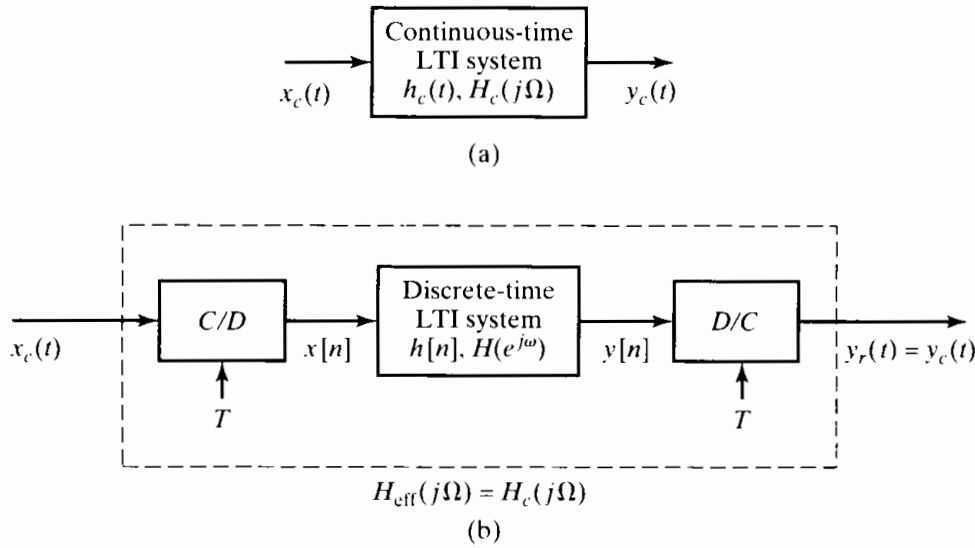 Continuous-time
LTI system
h_c(t), H_c(jΩ)
x_c(t)
y_c(t)
(a)
C/D
Discrete-time
LTI system
h[n], H(e^{jω})
D/C
x_c(t)
x[n]
y[n]
y_r(t) = y_c(t)
T
T
H_eff(jΩ) = H_c(jΩ)
(b)